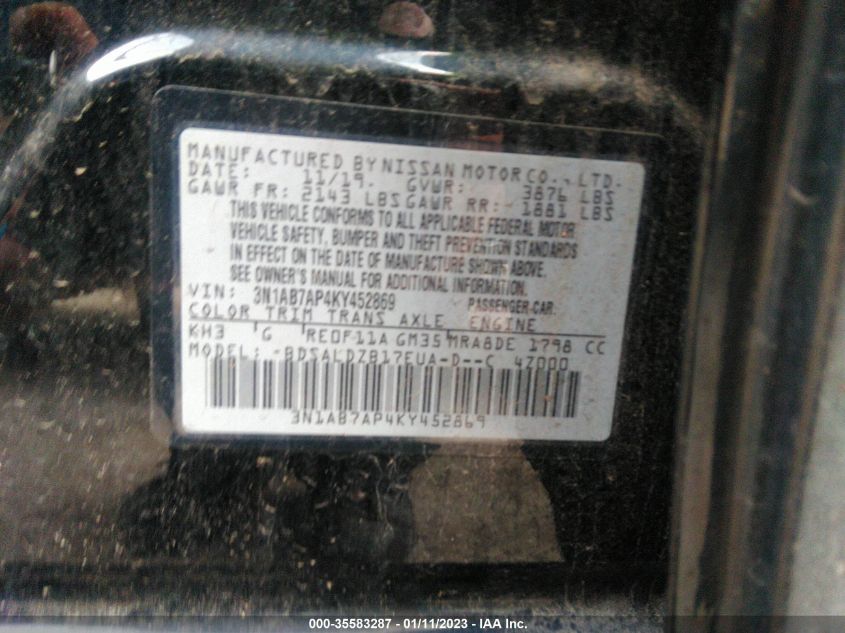 MANUFACTURED BY NISSAN MOTOR CO., LTD.
DATE: 11/19. GVWR: 3876 LBS
GAWR FR: 2143 LBS GAWR RR: 1881 LBS
THIS VEHICLE CONFORMS TO ALL APPLICABLE FEDERAL MOTOR
VEHICLE SAFETY, BUMPER AND THEFT PREVENTION STANDARDS
IN EFFECT ON THE DATE OF MANUFACTURE SHOWN ABOVE.
SEE OWNER'S MANUAL FOR ADDITIONAL INFORMATION.
VIN: 3N1AB7AP4KY452869 PASSENGER-CAR.
COLOR TRIM TRANS AXLE ENGINE
KH3 G RE0F11A GM35 MRA8DE 1798 CC
MODEL: -BDSALDZB17EUA-D--C 4Z000
3N1AB7AP4KY452869
000-35583287 - 01/11/2023 - IAA Inc.